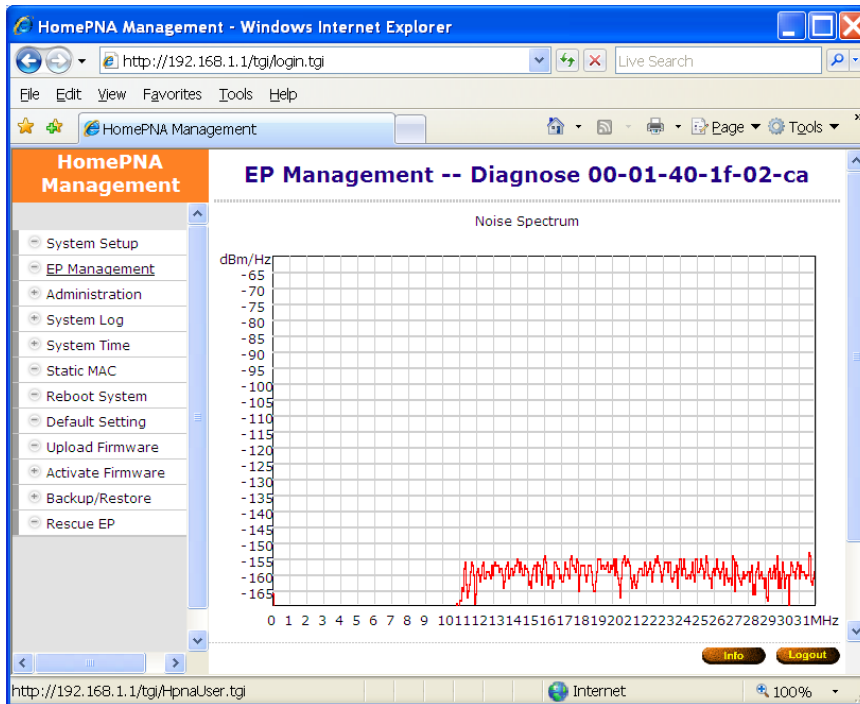 HomePNA Management - Windows Internet Explorer
http://192.168.1.1/tgi/login.tgi
Live Search
File Edit View Favorites Tools Help
HomePNA Management
Page
Tools
HomePNA
Management
System Setup
EP Management
Administration
System Log
System Time
Static MAC
Reboot System
Default Setting
Upload Firmware
Activate Firmware
Backup/Restore
Rescue EP
EP Management -- Diagnose 00-01-40-1f-02-ca
Noise Spectrum
dBm/Hz
-65
-70
-75
-80
-85
-90
-95
-100
-105
-110
-115
-120
-125
-130
-135
-140
-145
-150
-155
-160
-165
0 1 2 3 4 5 6 7 8 9 10111213141516171819202122232425262728293031MHz
Info
Logout
http://192.168.1.1/tgi/HpnaUser.tgi
Internet
100%